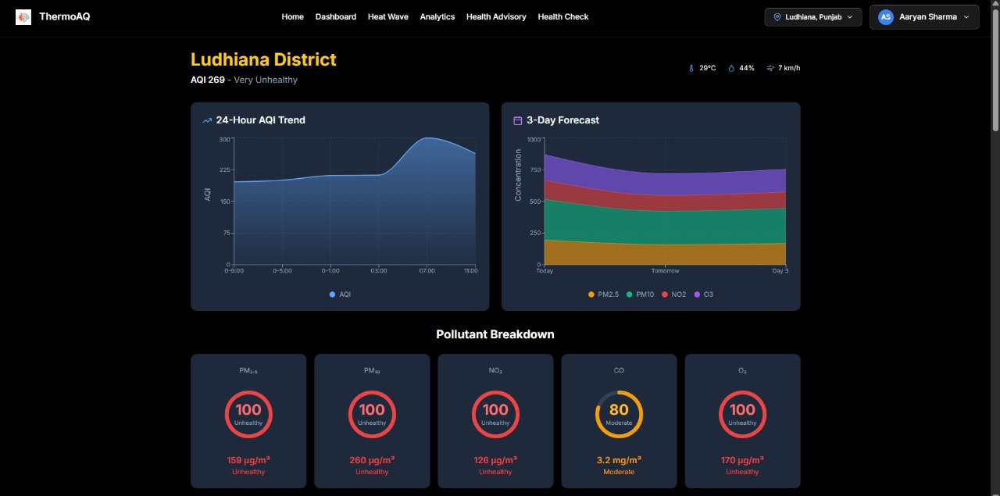 ThermoAQ
Home Dashboard Heat Wave Analytics Health Advisory Health Check
Ludhiana, Punjab
AS Aaryan Sharma
Ludhiana District
AQI 269 - Very Unhealthy
29°C 44% 7 km/h
24-Hour AQI Trend
300
225
150
75
0
AQI
0-9:00 0-5:00 0-1:00 03:00 07:00 11:00
AQI
3-Day Forecast
1000
750
500
250
0
Concentration
Today Tomorrow Day 3
PM2.5 PM10 NO2 O3
Pollutant Breakdown
PM₂.₅ PM₁₀ NO₂ CO O₃
100 100 100 80 100
Unhealthy Unhealthy Unhealthy Moderate Unhealthy
159 µg/m³ 260 µg/m³ 126 µg/m³ 3.2 mg/m³ 170 µg/m³
Unhealthy Unhealthy Unhealthy Moderate Unhealthy